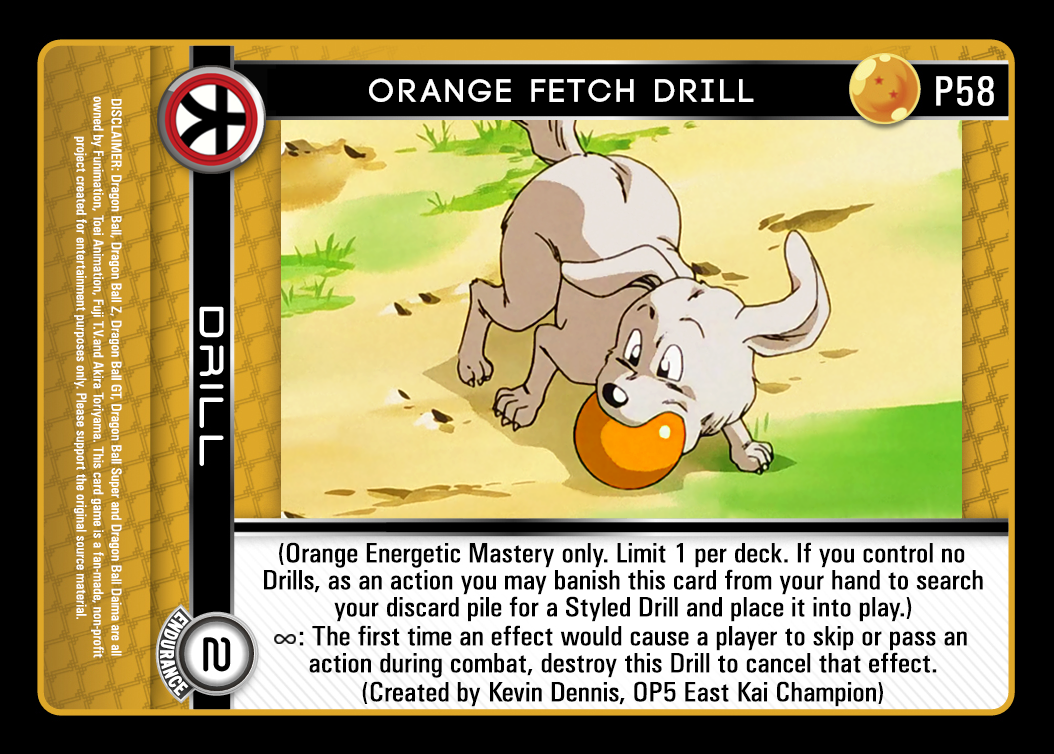 ORANGE FETCH DRILL
P58
DRILL
(Orange Energetic Mastery only. Limit 1 per deck. If you control no
Drills, as an action you may banish this card from your hand to search
your discard pile for a Styled Drill and place it into play.)
∞: The first time an effect would cause a player to skip or pass an
action during combat, destroy this Drill to cancel that effect.
(Created by Kevin Dennis, OP5 East Kai Champion)
ENDURANCE
2
DISCLAIMER: Dragon Ball, Dragon Ball Z, Dragon Ball GT, Dragon Ball Super and Dragon Ball Daima are all
owned by Funimation, Toei Animation, Fuji T.V.and Akira Toriyama. This card game is a fan-made, non-profit
project created for entertainment purposes only. Please support the original source material.